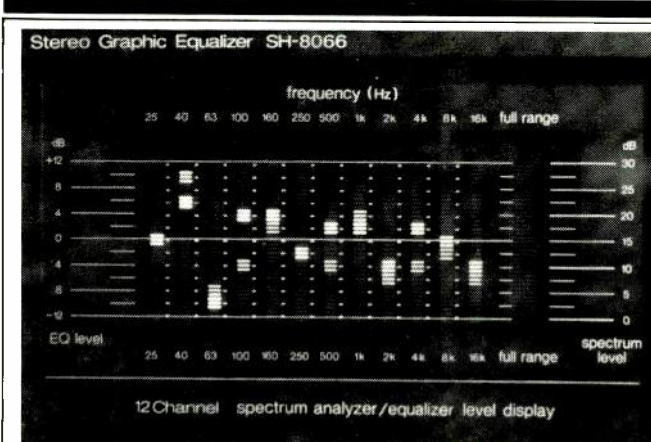 Stereo Graphic Equalizer SH-8066
frequency (Hz)
25 40 63 100 160 250 500 1k 2k 4k 8k 16k full range
dB dB
+12 30
8 25
4 20
0 15
4 10
8 5
-12 0
EQ level spectrum level
25 40 63 100 160 250 500 1k 2k 4k 8k 16k full range
12 Channel spectrum analyzer/equalizer level display